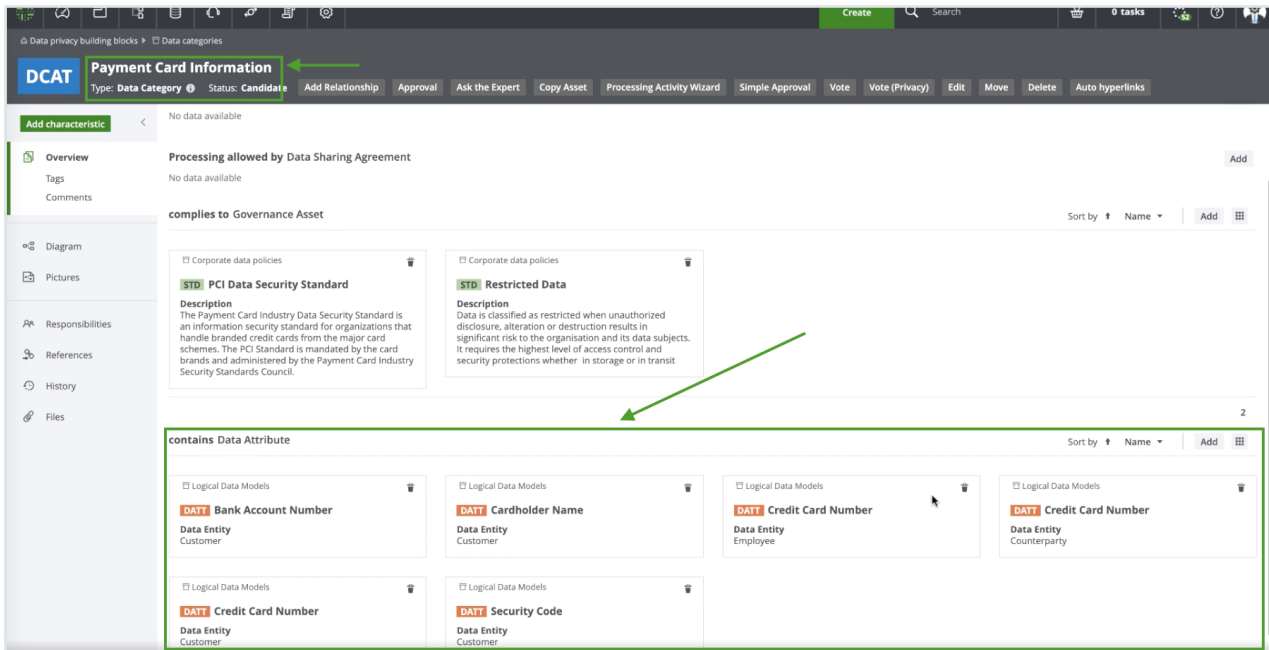 Create
Search
0 tasks
52
Data privacy building blocks
Data categories
DCAT
Payment Card Information
Type: Data Category
Status: Candidate
Add Relationship
Approval
Ask the Expert
Copy Asset
Processing Activity Wizard
Simple Approval
Vote
Vote (Privacy)
Edit
Move
Delete
Auto hyperlinks
Add characteristic
Overview
Tags
Comments
Diagram
Pictures
Responsibilities
References
History
Files
No data available
Processing allowed by Data Sharing Agreement
Add
No data available
complies to Governance Asset
Sort by
Name
Add
Corporate data policies
STD PCI Data Security Standard
Description
The Payment Card Industry Data Security Standard is
an information security standard for organizations that
handle branded credit cards from the major card
schemes. The PCI Standard is mandated by the card
brands and administered by the Payment Card Industry
Security Standards Council.
Corporate data policies
STD Restricted Data
Description
Data is classified as restricted when unauthorized
disclosure, alteration or destruction results in
significant risk to the organisation and its data subjects.
It requires the highest level of access control and
security protections whether in storage or in transit
2
contains Data Attribute
Sort by
Name
Add
Logical Data Models
DATT Bank Account Number
Data Entity
Customer
Logical Data Models
DATT Cardholder Name
Data Entity
Customer
Logical Data Models
DATT Credit Card Number
Data Entity
Employee
Logical Data Models
DATT Credit Card Number
Data Entity
Counterparty
Logical Data Models
DATT Credit Card Number
Data Entity
Customer
Logical Data Models
DATT Security Code
Data Entity
Customer